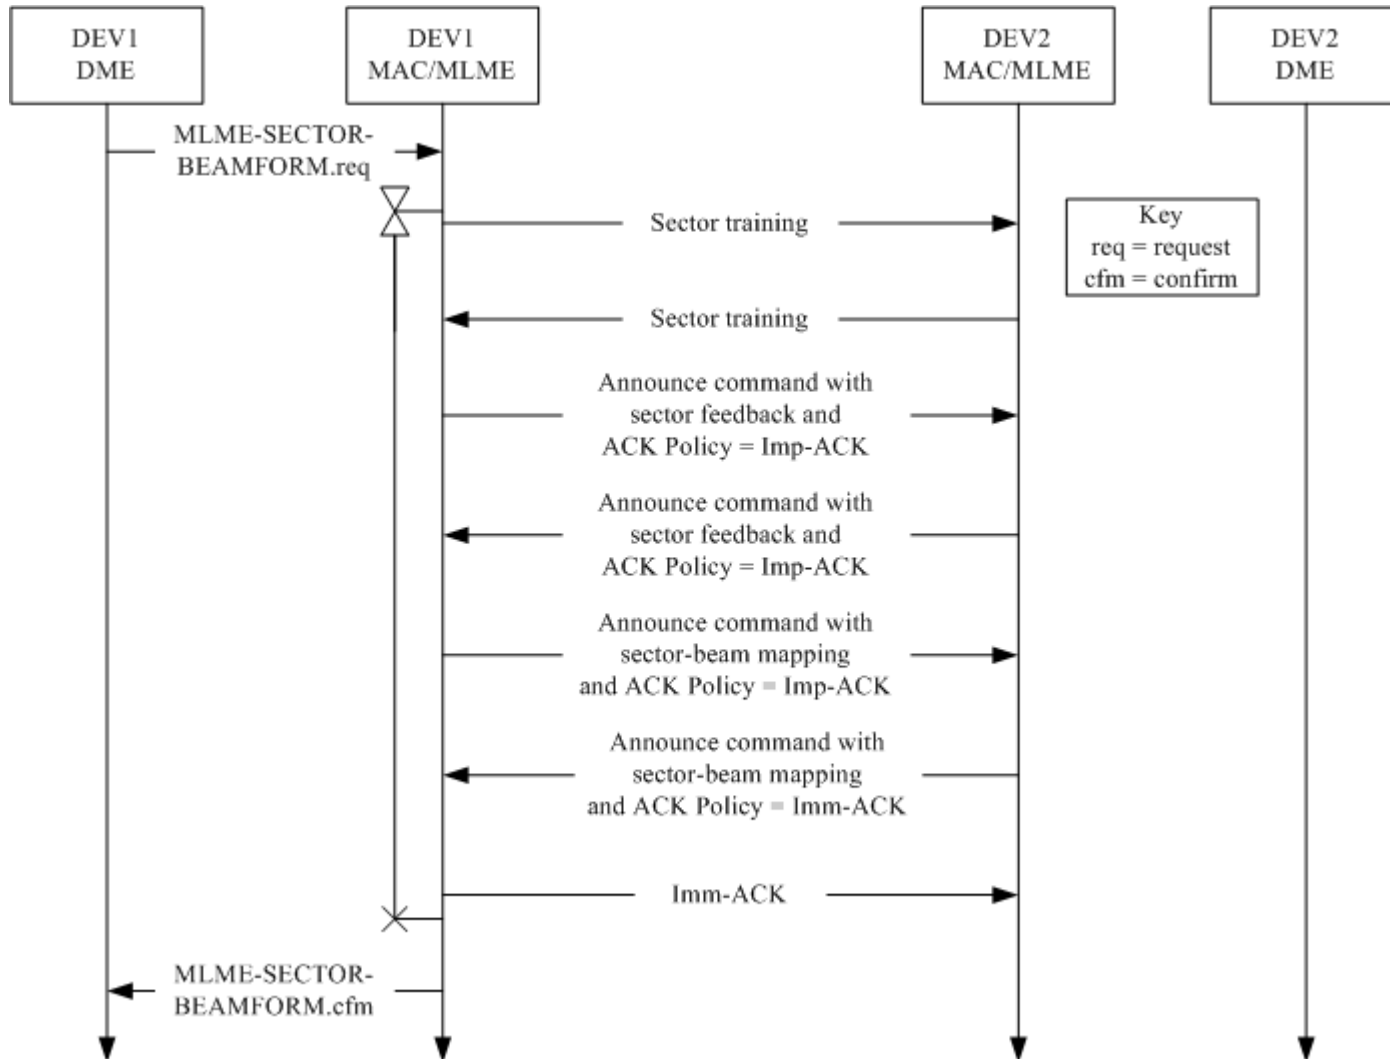 DEV1
DME
DEV1
MAC/MLME
DEV2
MAC/MLME
DEV2
DME
MLME-SECTOR-
BEAMFORM.req
Sector training
Key
req = request
cfm = confirm
Sector training
Announce command with
sector feedback and
ACK Policy = Imp-ACK
Announce command with
sector feedback and
ACK Policy = Imp-ACK
Announce command with
sector-beam mapping
and ACK Policy = Imp-ACK
Announce command with
sector-beam mapping
and ACK Policy = Imm-ACK
Imm-ACK
MLME-SECTOR-
BEAMFORM.cfm